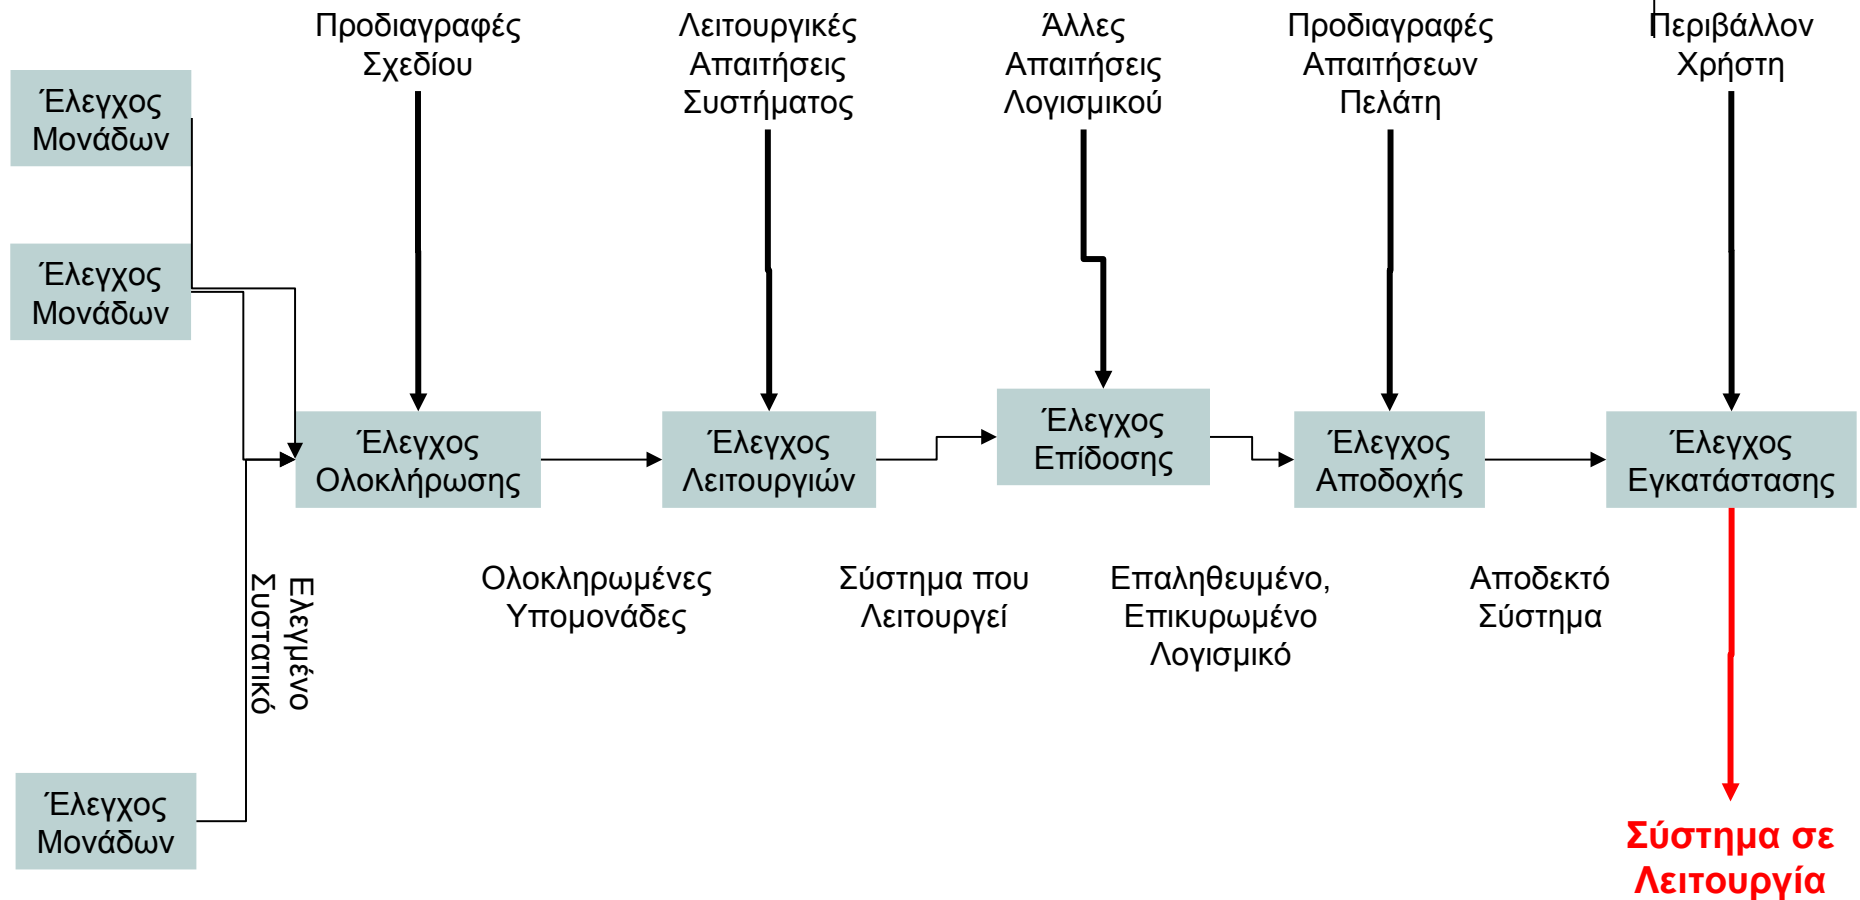 Προδιαγραφές
Σχεδίου
Λειτουργικές
Απαιτήσεις
Συστήματος
Άλλες
Απαιτήσεις
Λογισμικού
Προδιαγραφές
Απαιτήσεων
Πελάτη
Περιβάλλον
Χρήστη
Έλεγχος
Μονάδων
Έλεγχος
Μονάδων
Έλεγχος
Ολοκλήρωσης
Έλεγχος
Λειτουργιών
Έλεγχος
Επίδοσης
Έλεγχος
Αποδοχής
Έλεγχος
Εγκατάστασης
Ελεγμένο
Συστατικό
Ολοκληρωμένες
Υπομονάδες
Σύστημα που
Λειτουργεί
Επαληθευμένο,
Επικυρωμένο
Λογισμικό
Αποδεκτό
Σύστημα
Έλεγχος
Μονάδων
Σύστημα σε
Λειτουργία